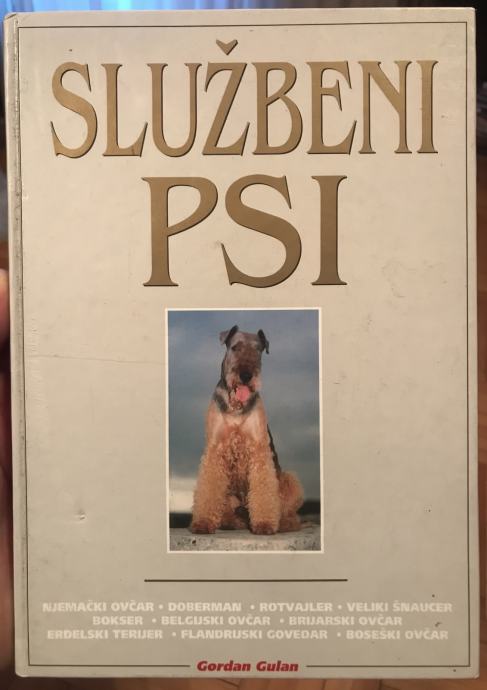 SLUŽBENI
PSI
NJEMAČKI OVČAR • DOBERMAN • ROTVAJLER • VELIKI ŠNAUCER
BOKSER • BELGIJSKI OVČAR • BRIJARSKI OVČAR
ERDELSKI TERIJER • FLANDRIJSKI GOVEDAR • BOSEŠKI OVČAR
Gordan Gulan